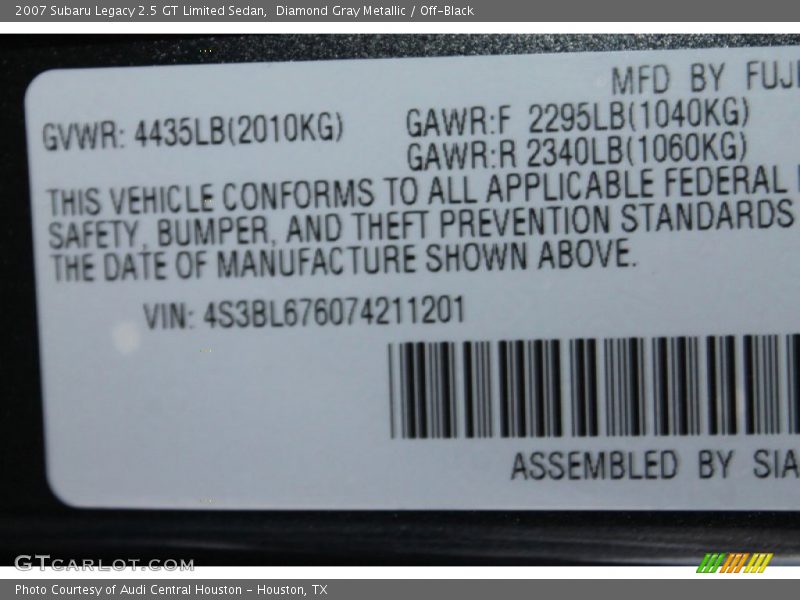 2007 Subaru Legacy 2.5 GT Limited Sedan,  Diamond Gray Metallic / Off-Black
MFD BY FUJI
GVWR: 4435LB(2010KG)
GAWR:F 2295LB(1040KG)
GAWR:R 2340LB(1060KG)
THIS VEHICLE CONFORMS TO ALL APPLICABLE FEDERAL
SAFETY, BUMPER, AND THEFT PREVENTION STANDARDS
THE DATE OF MANUFACTURE SHOWN ABOVE.
VIN: 4S3BL676074211201
ASSEMBLED BY SIA
GTCARLOT.COM
Photo Courtesy of Audi Central Houston - Houston, TX